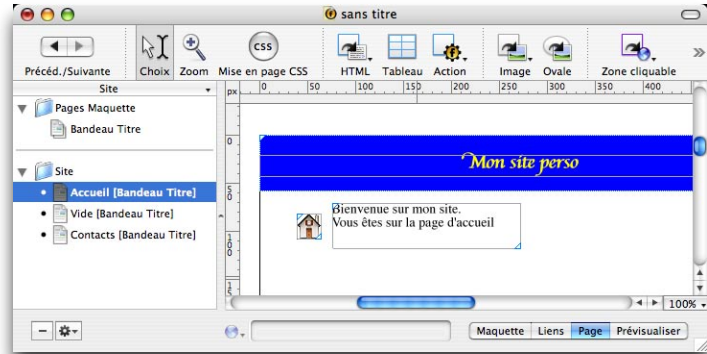 sans titre
Précéd./Suivante Choix Zoom Mise en page CSS HTML Tableau Action Image Ovale Zone cliquable
css
Site
px 0 50 100 150 200 250 300 350 400
Pages Maquette
Bandeau Titre
0
Mon site perso
Site
Accueil [Bandeau Titre]
50
Vide [Bandeau Titre]
Bienvenue sur mon site.
Vous êtes sur la page d'accueil
Contacts [Bandeau Titre]
100
100%
Maquette Liens Page Prévisualiser